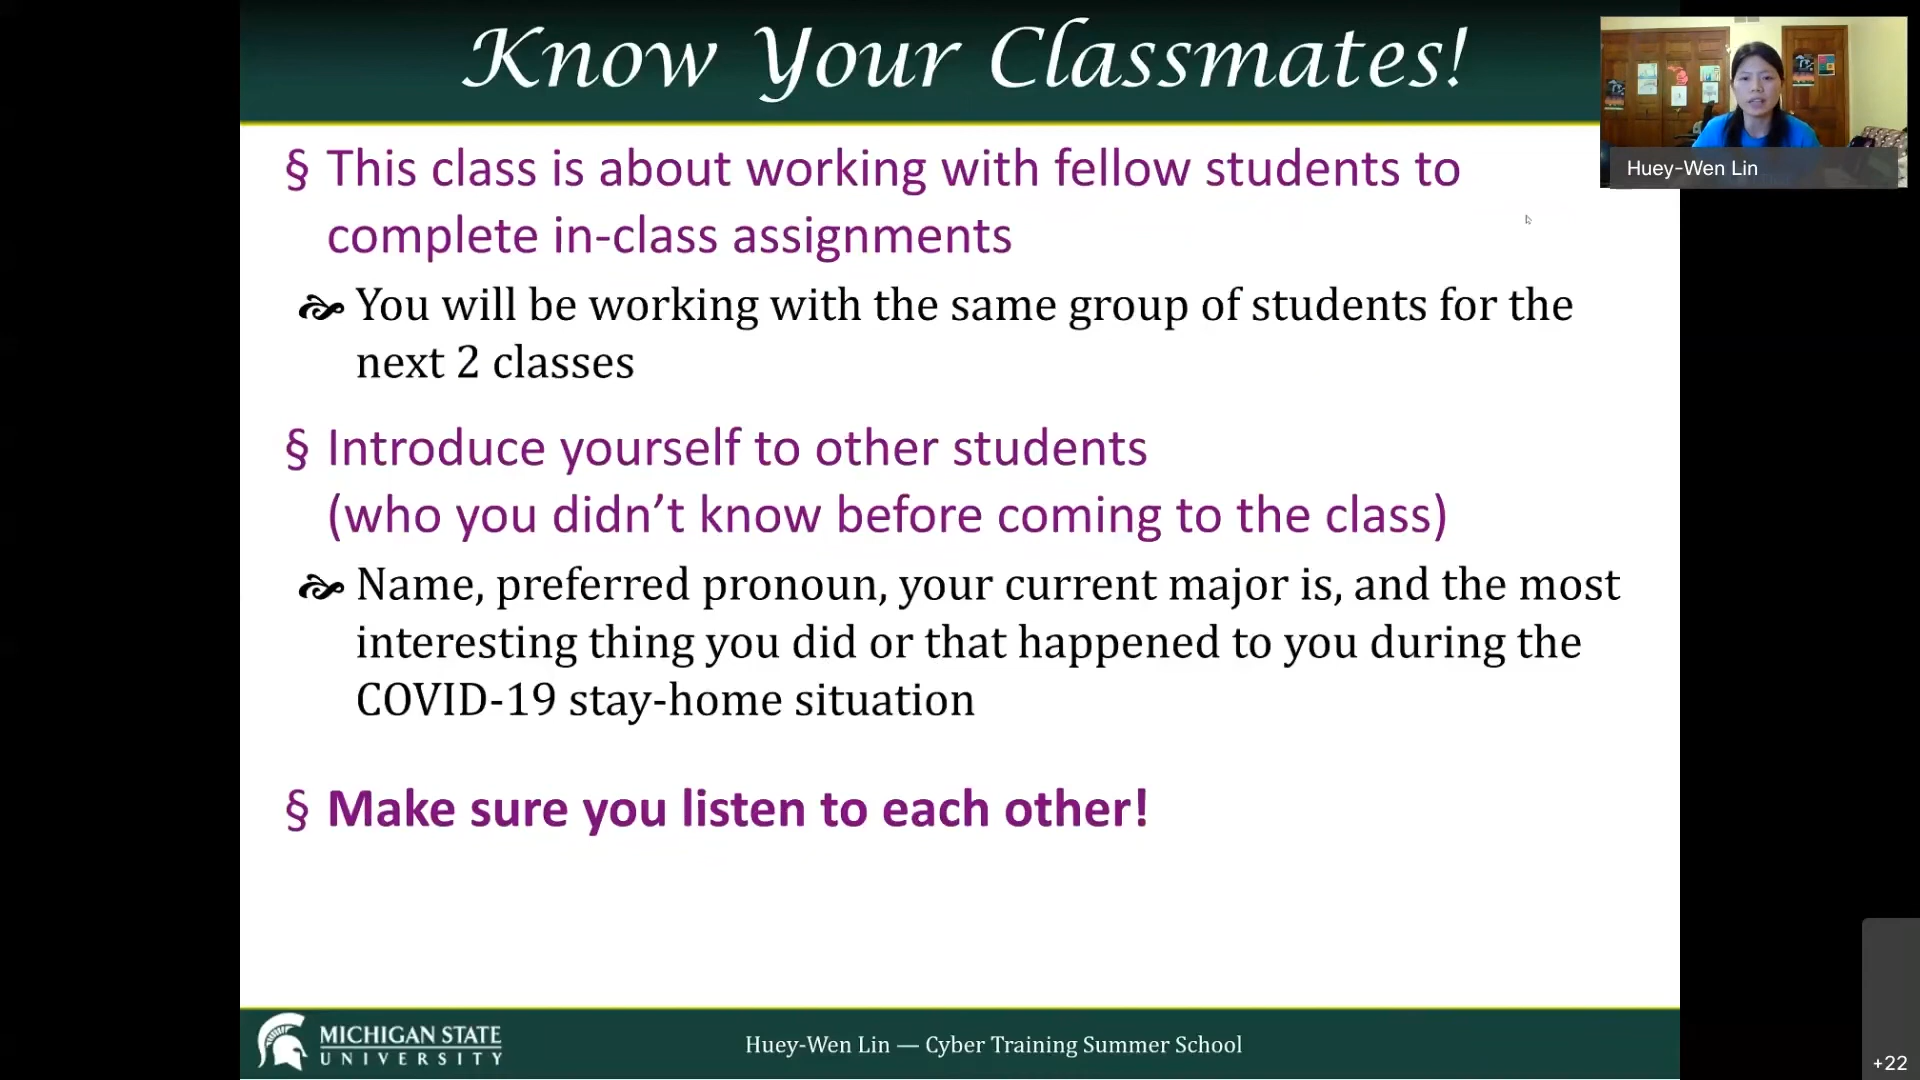 Know Your Classmates!
Huey-Wen Lin
§ This class is about working with fellow students to
complete in-class assignments
You will be working with the same group of students for the
next 2 classes
§ Introduce yourself to other students
(who you didn’t know before coming to the class)
Name, preferred pronoun, your current major is, and the most
interesting thing you did or that happened to you during the
COVID-19 stay-home situation
§ Make sure you listen to each other!
MICHIGAN STATE
UNIVERSITY
Huey-Wen Lin — Cyber Training Summer School
+22